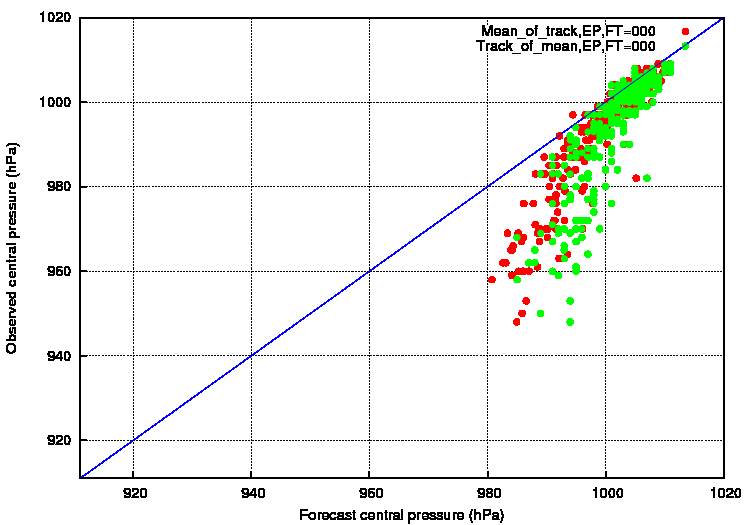 1020
1000
980
960
940
920
Observed central pressure (hPa)
Mean_of_track,EP,FT=000
Track_of_mean,EP,FT=000
920 940 960 980 1000 1020
Forecast central pressure (hPa)